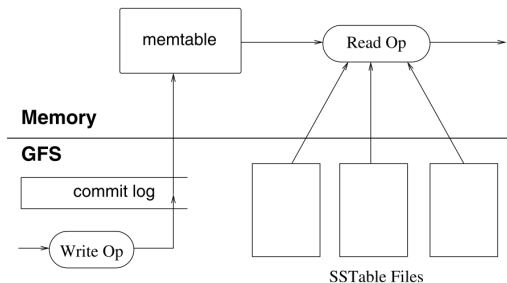 memtable
Read Op
Memory
GFS
commit log
Write Op
SSTable Files